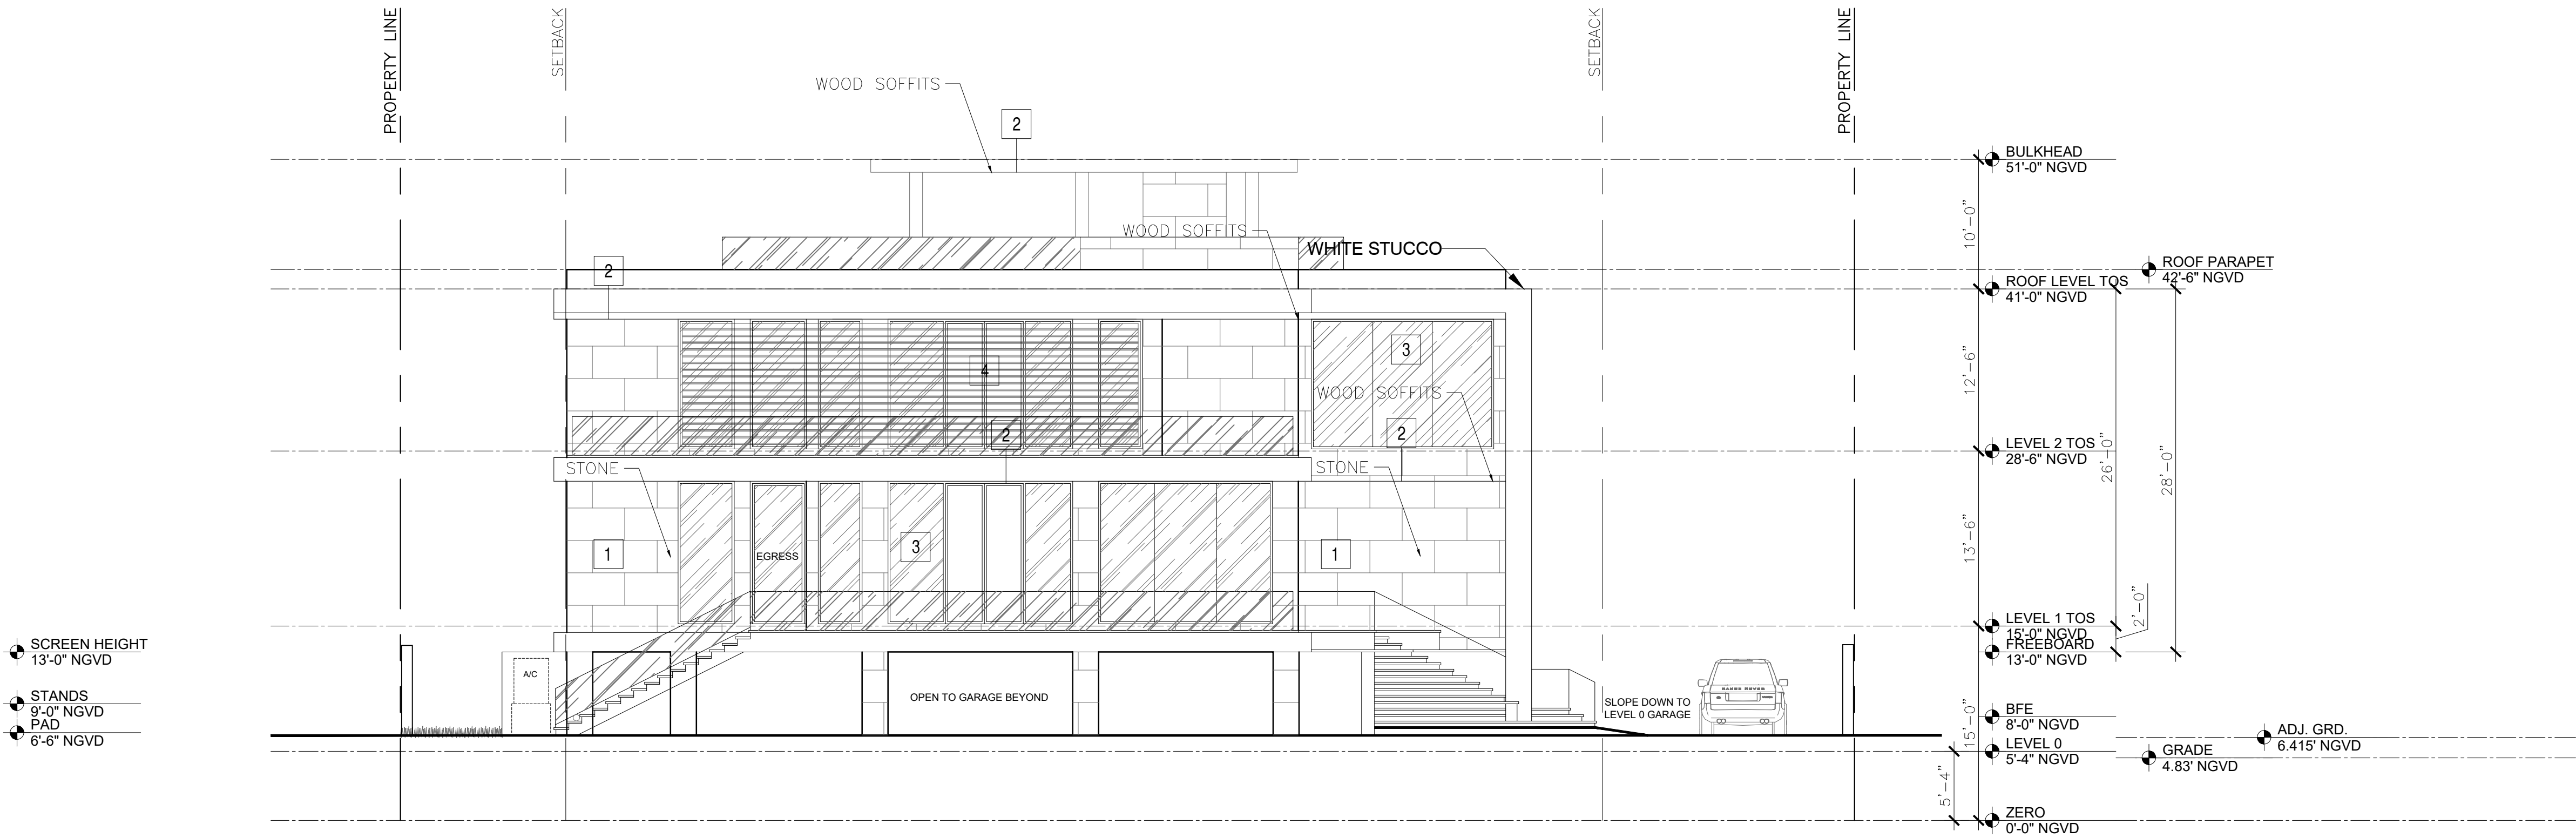 PROPERTY LINE
SETBACK
SETBACK
PROPERTY LINE
WOOD SOFFITS
2
BULKHEAD
51'-0" NGVD
10'-0"
WOOD SOFFITS
WHITE STUCCO
2
ROOF PARAPET
42'-6" NGVD
ROOF LEVEL TOS
41'-0" NGVD
3
4
12'-6"
WOOD SOFFITS
2
2
LEVEL 2 TOS
28'-6" NGVD
26'-0"
28'-0"
STONE
STONE
13'-6"
1
EGRESS
3
1
2'-0"
LEVEL 1 TOS
15'-0" NGVD
FREEBOARD
13'-0" NGVD
SCREEN HEIGHT
13'-0" NGVD
A/C
RANGE ROVER
STANDS
9'-0" NGVD
OPEN TO GARAGE BEYOND
SLOPE DOWN TO
LEVEL 0 GARAGE
PAD
6'-6" NGVD
BFE
8'-0" NGVD
15'-0"
ADJ. GRD.
6.415' NGVD
LEVEL 0
5'-4" NGVD
GRADE
4.83' NGVD
5'-4"
ZERO
0'-0" NGVD